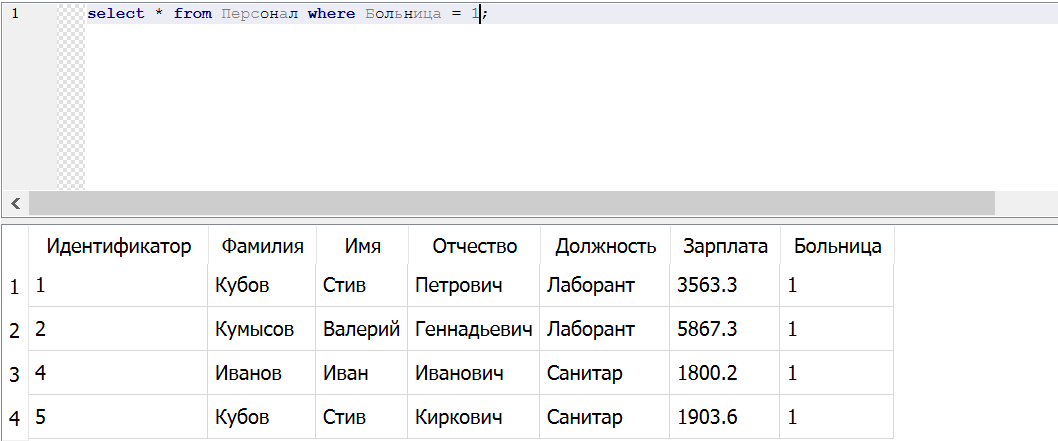 1 select * from Персонал where Больница = 1;
Идентификатор Фамилия Имя Отчество Должность Зарплата Больница
1 1 Кубов Стив Петрович Лаборант 3563.3 1
2 2 Кумысов Валерий Геннадьевич Лаборант 5867.3 1
3 4 Иванов Иван Иванович Санитар 1800.2 1
4 5 Кубов Стив Киркович Санитар 1903.6 1